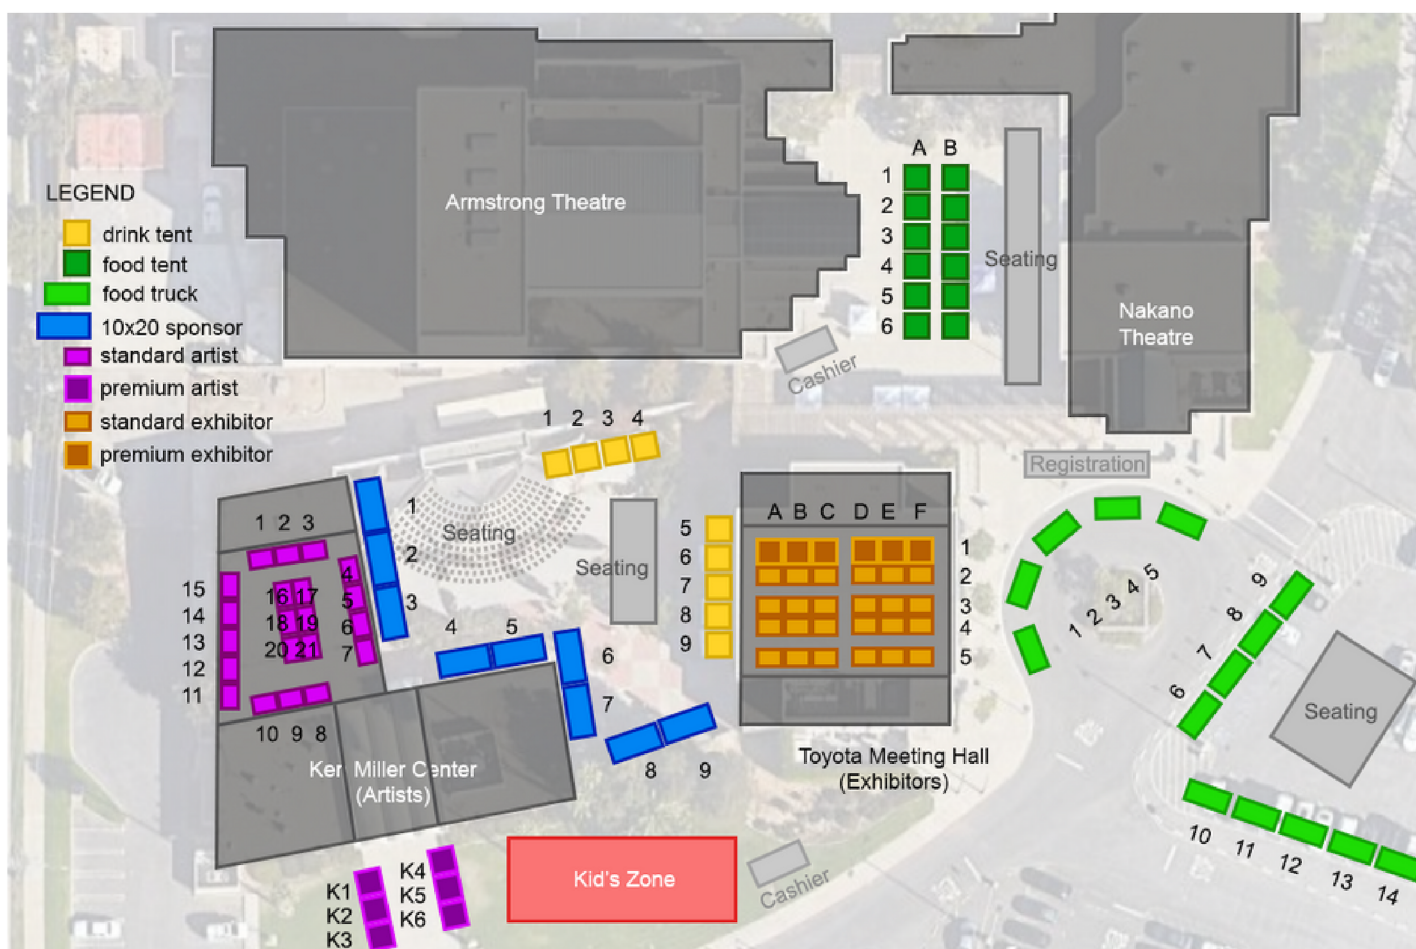 LEGEND
drink tent
food tent
food truck
10x20 sponsor
standard artist
premium artist
standard exhibitor
premium exhibitor
Armstrong Theatre
A B
1
2
3
4
5
6
Seating
Nakano
Theatre
Cashier
1 2 3 4
Registration
Seating
1
2
3
4 5
6
7
8 9
Seating
5
6
7
8
9
A B C D E F
1
2
3
4
5
Toyota Meeting Hall
(Exhibitors)
1 2 3
4
5
6
7
15
14
13
12
11
16 17
18 19
20 21
10 9 8
Ken Miller Center
(Artists)
K1
K2
K3
K4
K5
K6
Kid's Zone
Cashier
1 2 3 4 5
6 7 8 9
Seating
10 11 12 13 14